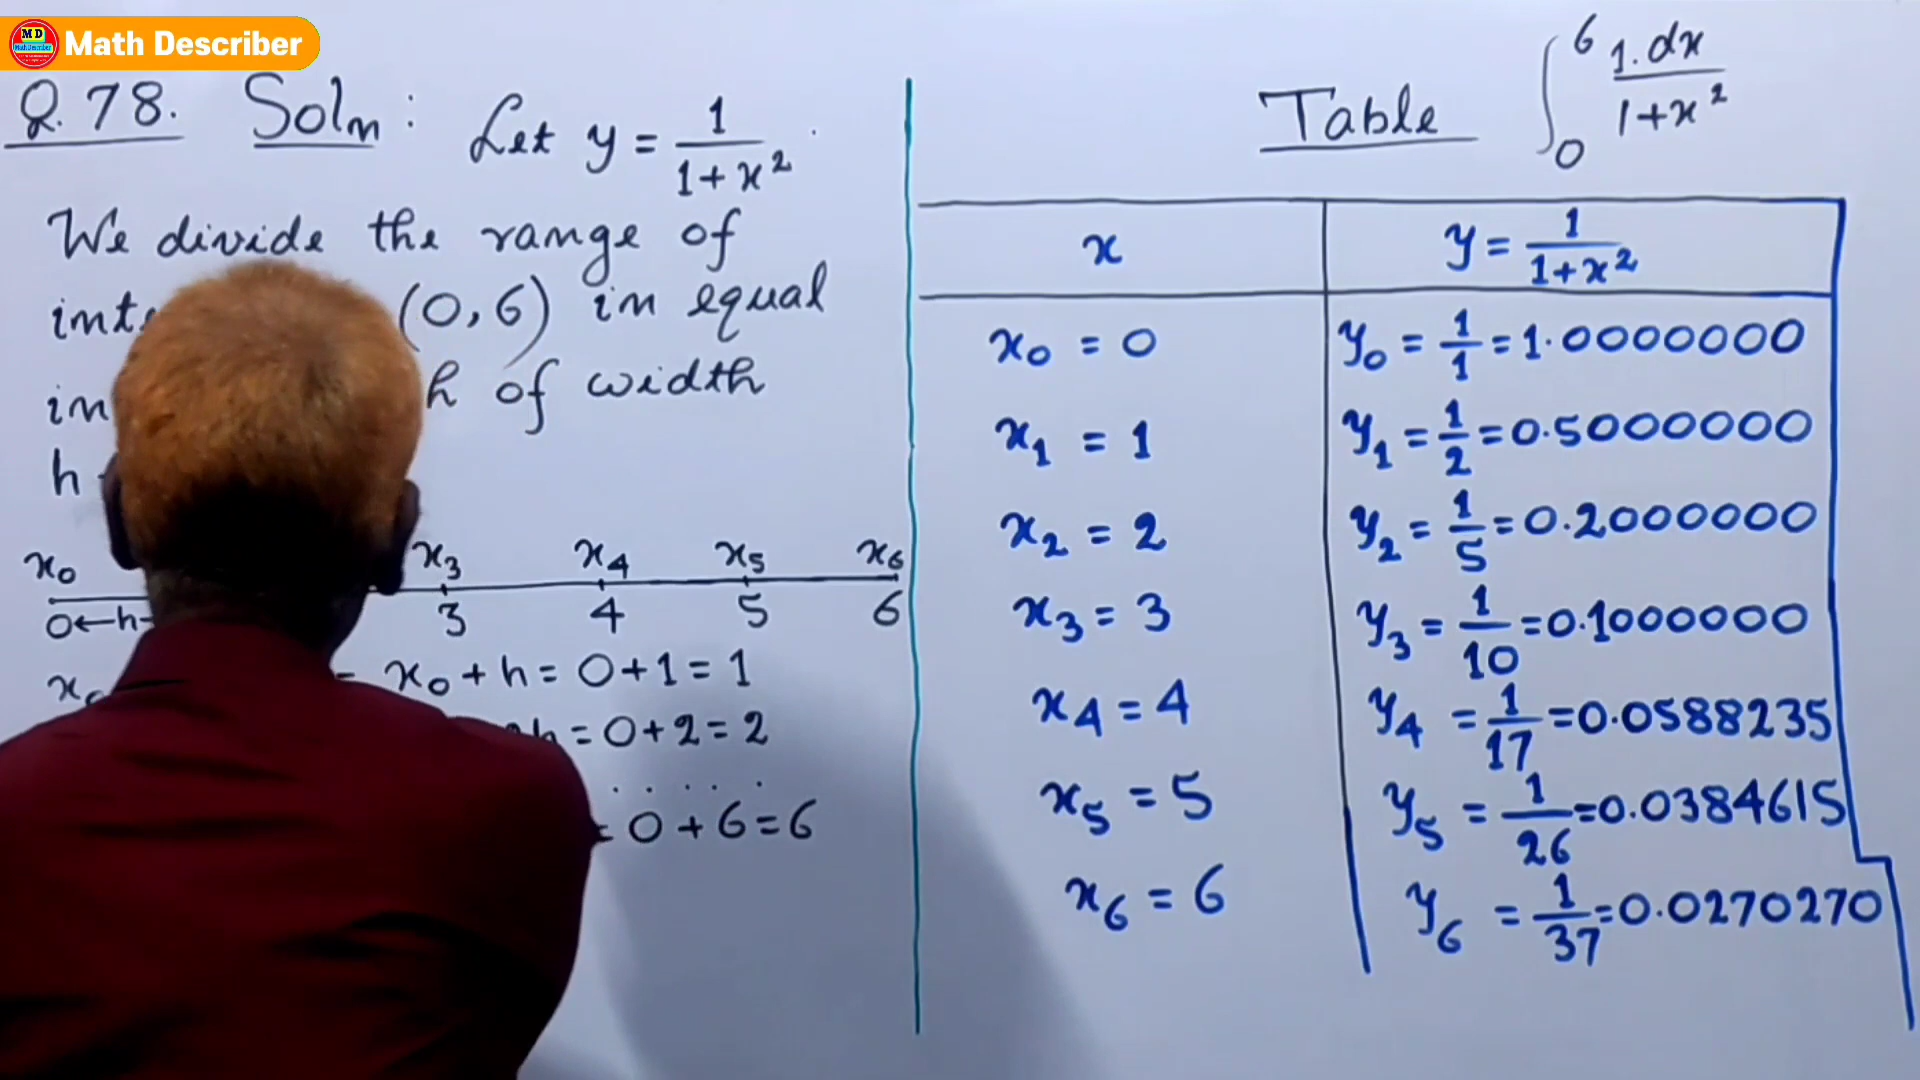 MD
Math Describer
Math Describer
Q.78. Soln: Let y = 1/(1+x²)
We divide the range of
(0,6) in equal
h of width
h
x₀ x₃ x₄ x₅ x₆
0←h- 3 4 5 6
x₀ + h = 0+1 = 1
h = 0+2 = 2
. . . . .
= 0+6 = 6
Table ∫₀⁶ 1.dx/(1+x²)
x y = 1/(1+x²)
x₀ = 0 y₀ = 1/1 = 1.0000000
x₁ = 1 y₁ = 1/2 = 0.5000000
x₂ = 2 y₂ = 1/5 = 0.2000000
x₃ = 3 y₃ = 1/10 = 0.1000000
x₄ = 4 y₄ = 1/17 = 0.0588235
x₅ = 5 y₅ = 1/26 = 0.0384615
x₆ = 6 y₆ = 1/37 = 0.0270270